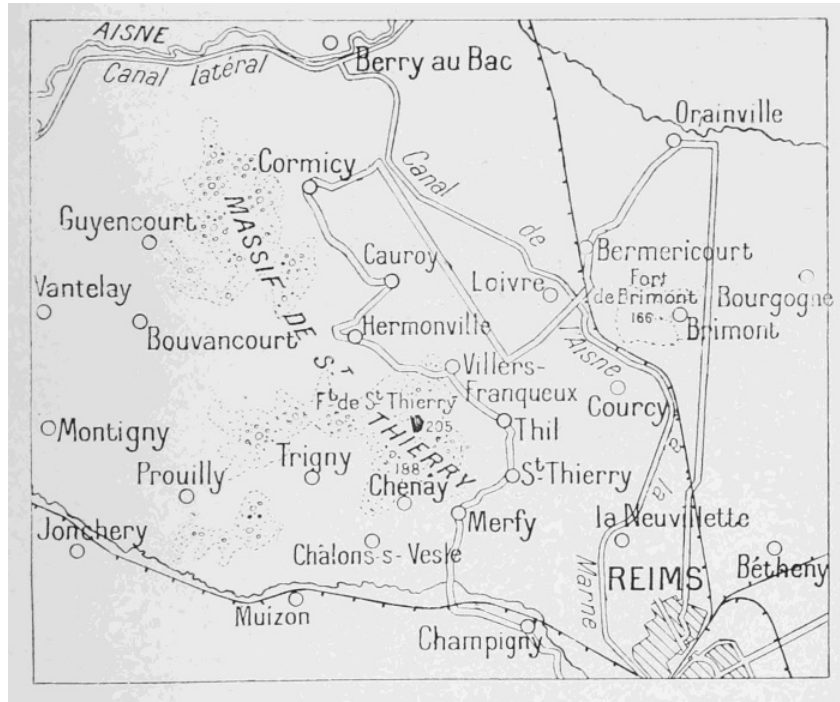 AISNE
Canal latéral
Berry au Bac
Orainville
Cormicy
Canal de l'Aisne à la Marne
Guyencourt
MASSIF DE St THIERRY
Cauroy
Bermericourt
Fort
de Brimont
166
Bourgogne
Loivre
Vantelay
Bouvancourt
Hermonville
Brimont
Villers-
Franqueux
Ft de St Thierry
205
Courcy
Montigny
Thil
Trigny
188
St Thierry
Prouilly
Chenay
Merfy
la Neuvillette
Jonchery
Châlons-s-Vesle
REIMS
Bétheny
Muizon
Champigny